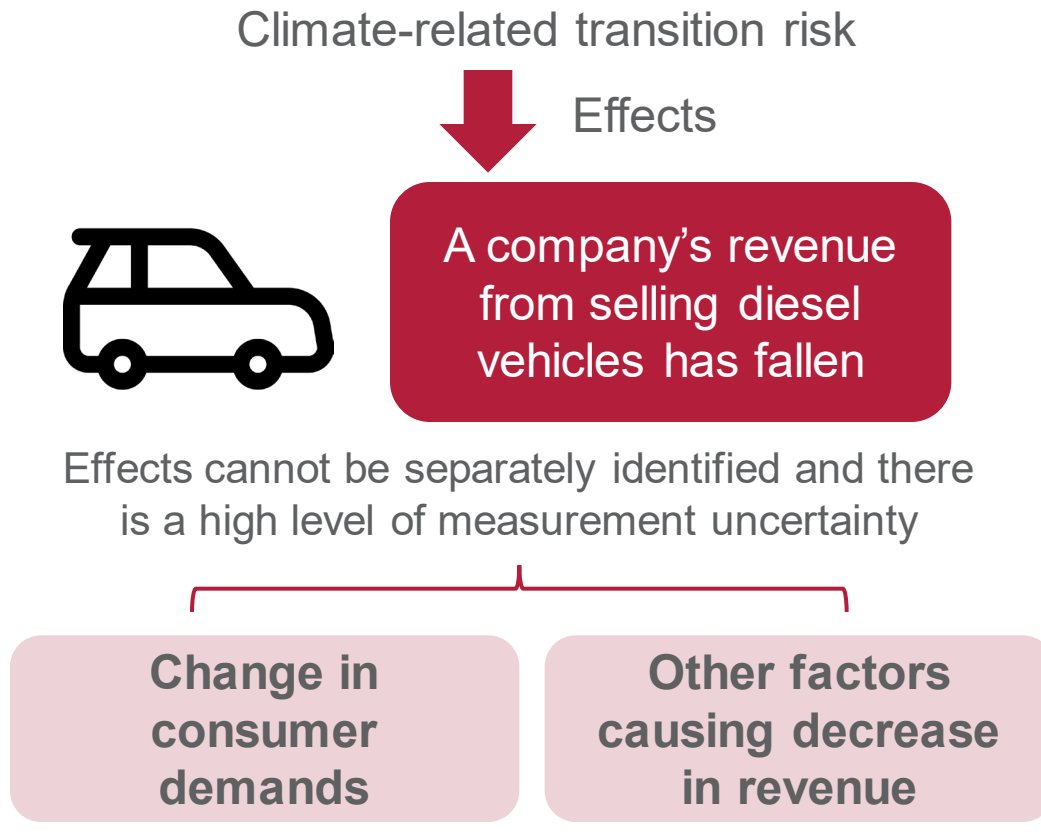 Climate-related transition risk
Effects
A company’s revenue
from selling diesel
vehicles has fallen
Effects cannot be separately identified and there
is a high level of measurement uncertainty
Change in
consumer
demands
Other factors
causing decrease
in revenue